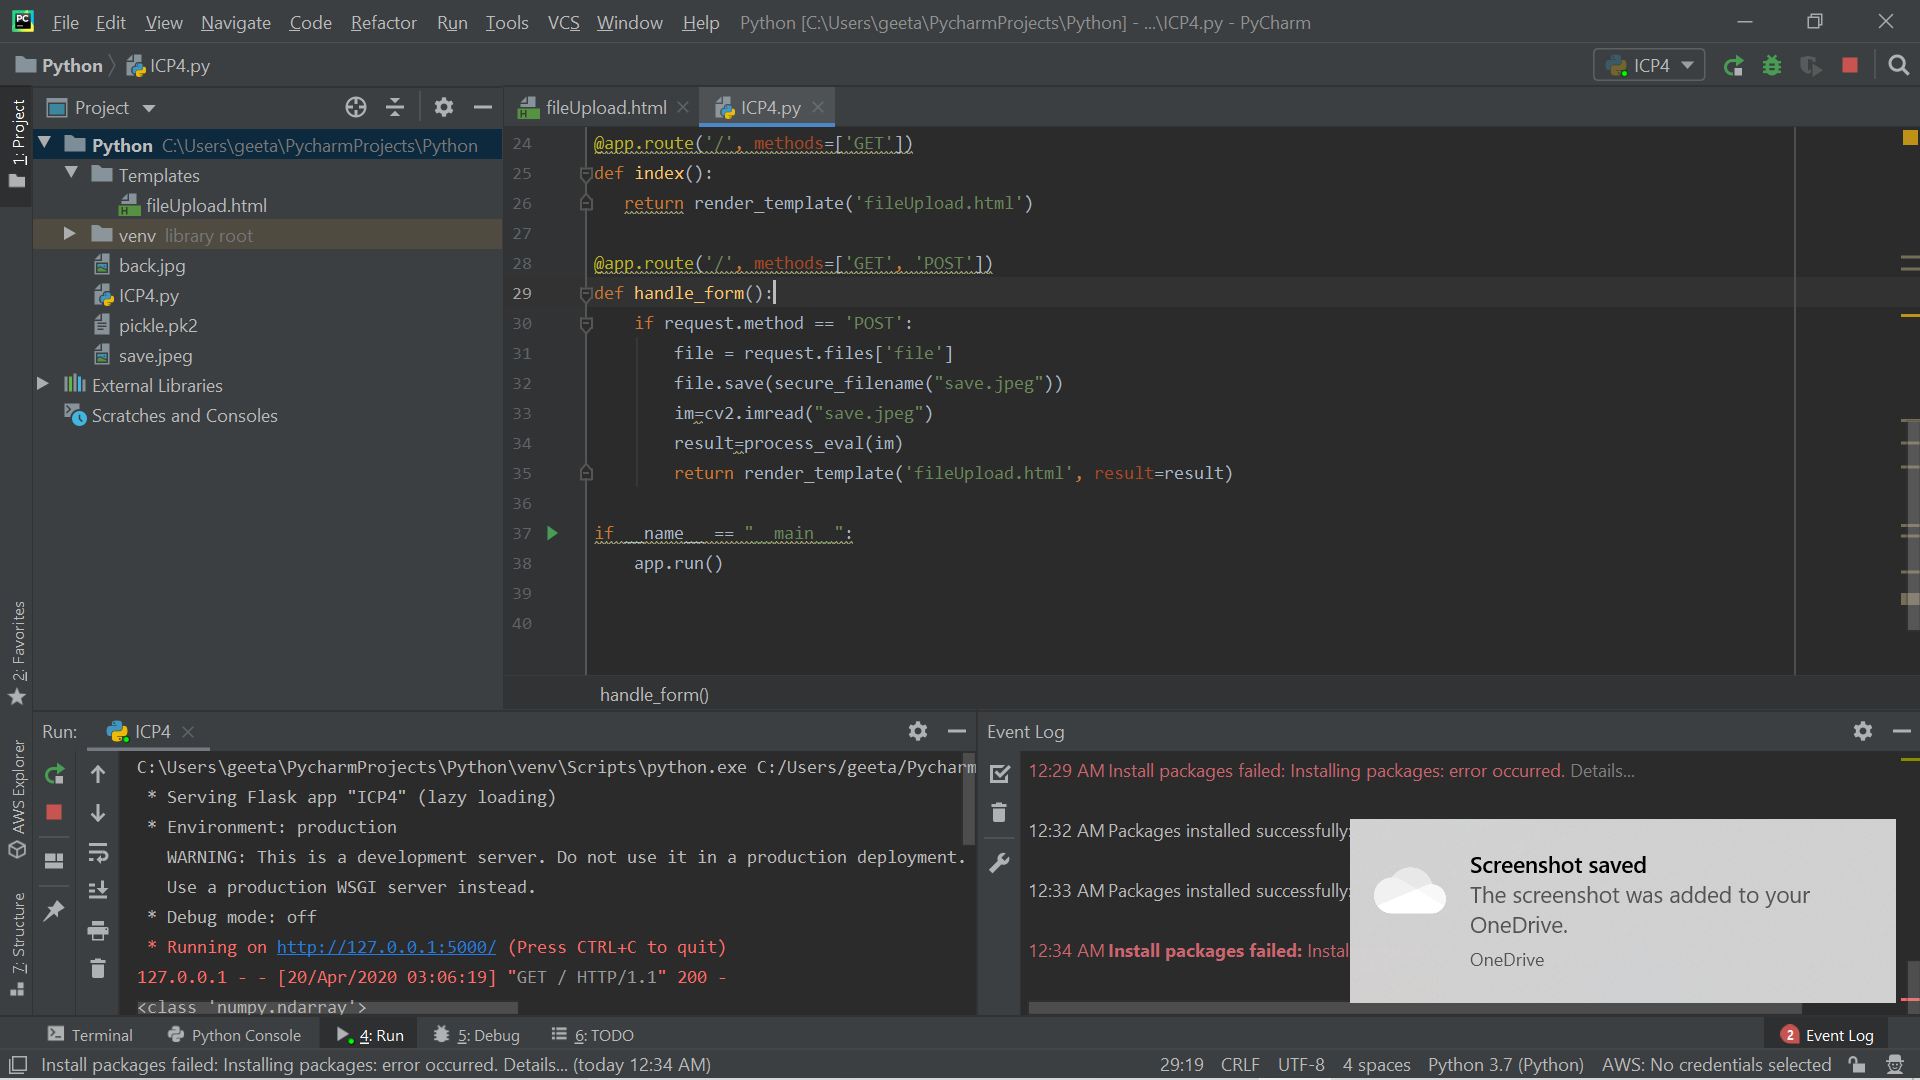 File Edit View Navigate Code Refactor Run Tools VCS Window Help Python [C:\Users\geeta\PycharmProjects\Python] - ...\ICP4.py - PyCharm
Python ICP4.py
ICP4
1: Project
Project
fileUpload.html
ICP4.py
Python C:\Users\geeta\PycharmProjects\Python
Templates
fileUpload.html
venv library root
back.jpg
ICP4.py
pickle.pk2
save.jpeg
External Libraries
Scratches and Consoles
24 @app.route('/', methods=['GET'])
25 def index():
26 return render_template('fileUpload.html')
27
28 @app.route('/', methods=['GET', 'POST'])
29 def handle_form():
30 if request.method == 'POST':
31 file = request.files['file']
32 file.save(secure_filename("save.jpeg"))
33 im=cv2.imread("save.jpeg")
34 result=process_eval(im)
35 return render_template('fileUpload.html', result=result)
36
37 if __name__ == "__main__":
38 app.run()
39
40
handle_form()
2: Favorites
AWS Explorer
7: Structure
Run: ICP4
C:\Users\geeta\PycharmProjects\Python\venv\Scripts\python.exe C:/Users/geeta/Pycharm
* Serving Flask app "ICP4" (lazy loading)
* Environment: production
WARNING: This is a development server. Do not use it in a production deployment.
Use a production WSGI server instead.
* Debug mode: off
* Running on http://127.0.0.1:5000/ (Press CTRL+C to quit)
127.0.0.1 - - [20/Apr/2020 03:06:19] "GET / HTTP/1.1" 200 -
<class 'numpy.ndarray'>
Event Log
12:29 AM Install packages failed: Installing packages: error occurred. Details...
12:32 AM Packages installed successfully:
12:33 AM Packages installed successfully:
12:34 AM Install packages failed: Instal
Screenshot saved
The screenshot was added to your
OneDrive.
OneDrive
Terminal Python Console 4: Run 5: Debug 6: TODO 2 Event Log
Install packages failed: Installing packages: error occurred. Details... (today 12:34 AM) 29:19 CRLF UTF-8 4 spaces Python 3.7 (Python) AWS: No credentials selected